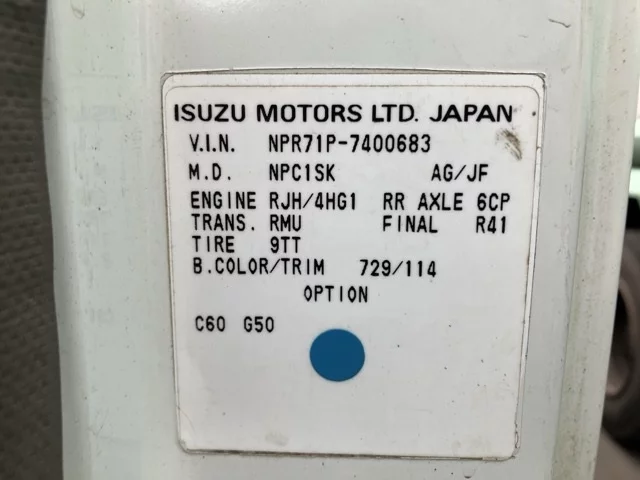 ISUZU MOTORS LTD. JAPAN
V.I.N. NPR71P-7400683
M.D. NPC1SK AG/JF
ENGINE RJH/4HG1 RR AXLE 6CP
TRANS. RMU FINAL R41
TIRE 9TT
B.COLOR/TRIM 729/114
OPTION
C60 G50